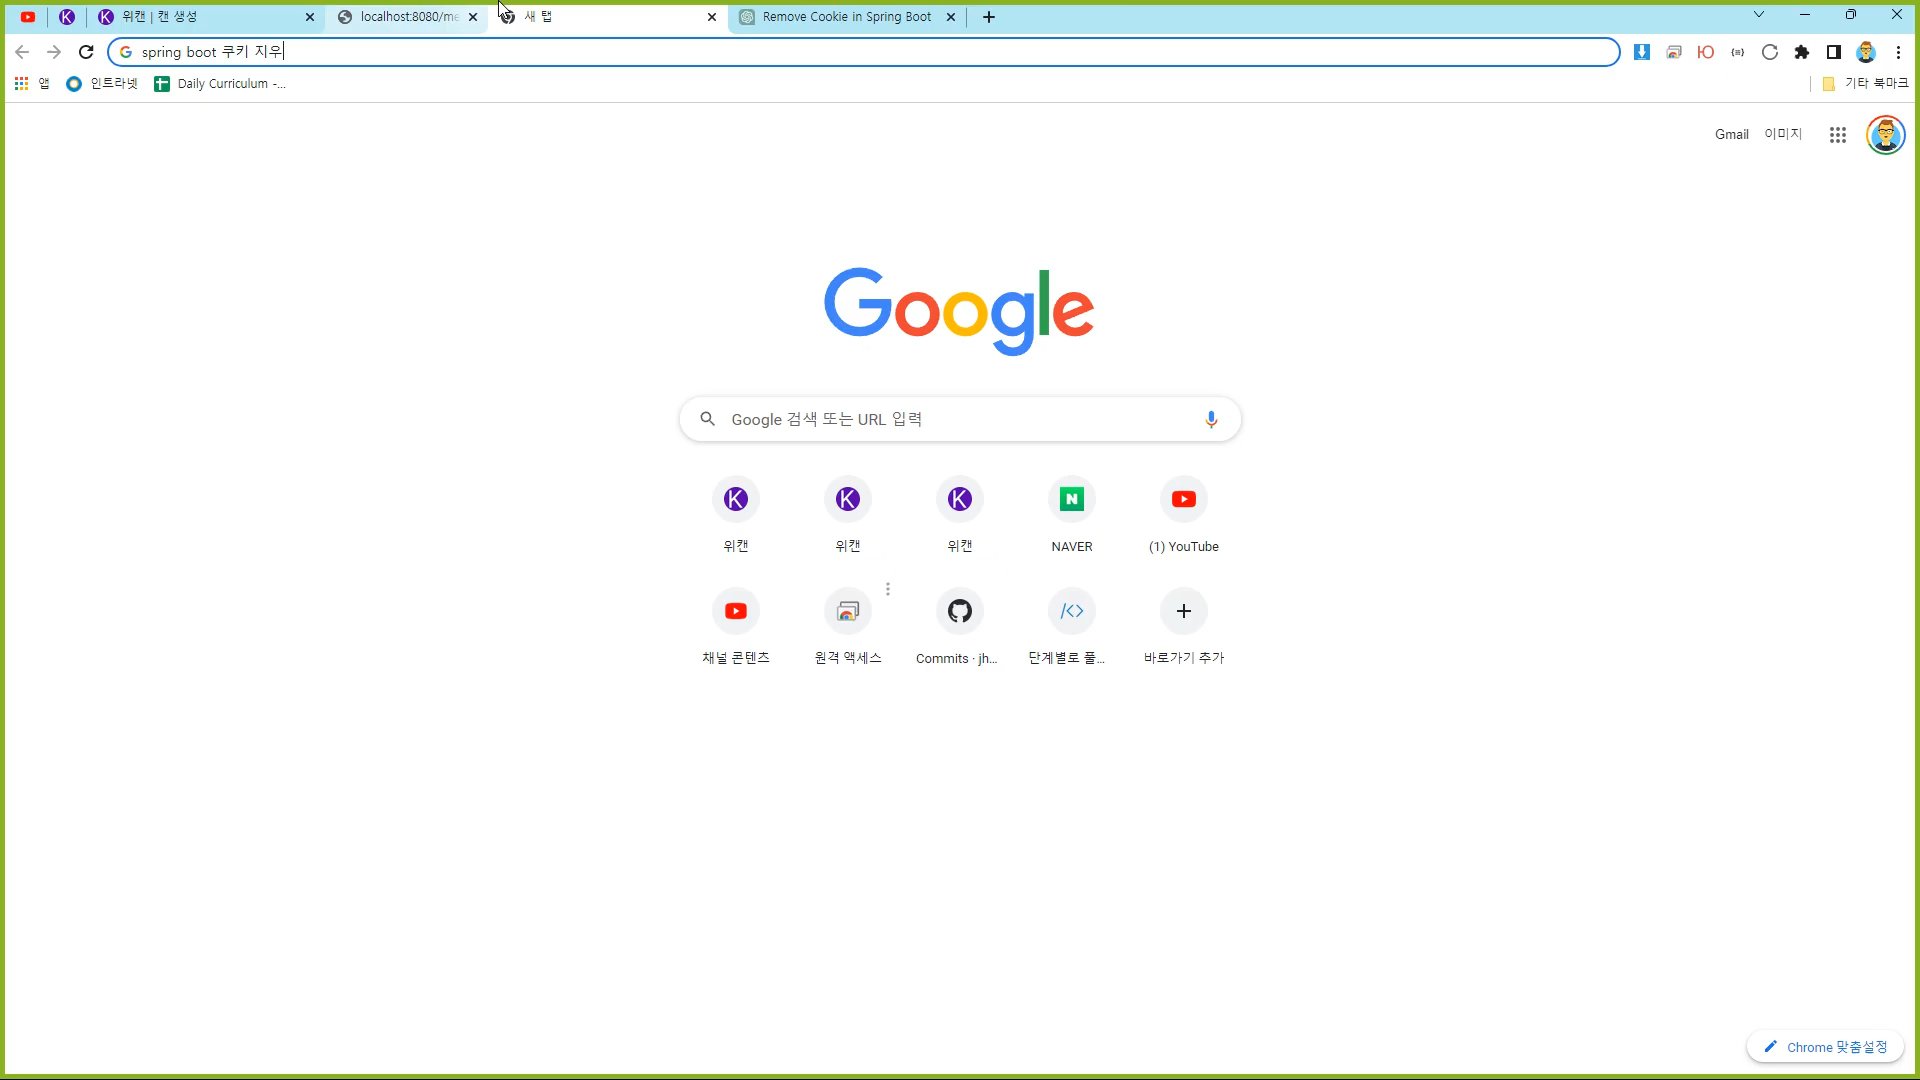 위캔 | 캔 생성
localhost:8080/me
새 탭
Remove Cookie in Spring Boot
spring boot 쿠키 지우
앱
인트라넷
Daily Curriculum -...
기타 북마크
Gmail
이미지
Google
Google 검색 또는 URL 입력
위캔
위캔
위캔
NAVER
(1) YouTube
채널 콘텐츠
원격 액세스
Commits · jh...
단계별로 풀...
바로가기 추가
Chrome 맞춤설정